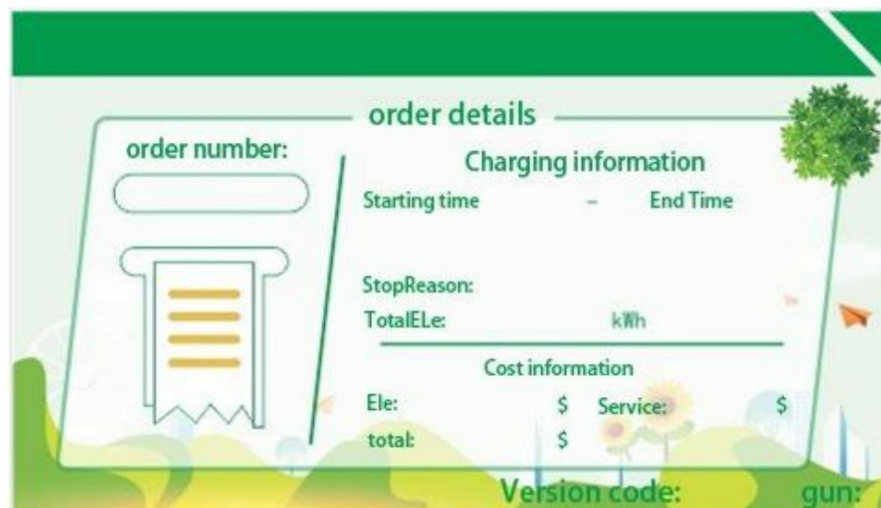 order details
order number:
Charging information
Starting time - End Time
StopReason:
TotalELe: kWh
Cost information
Ele: $ Service: $
total: $
Version code: gun: